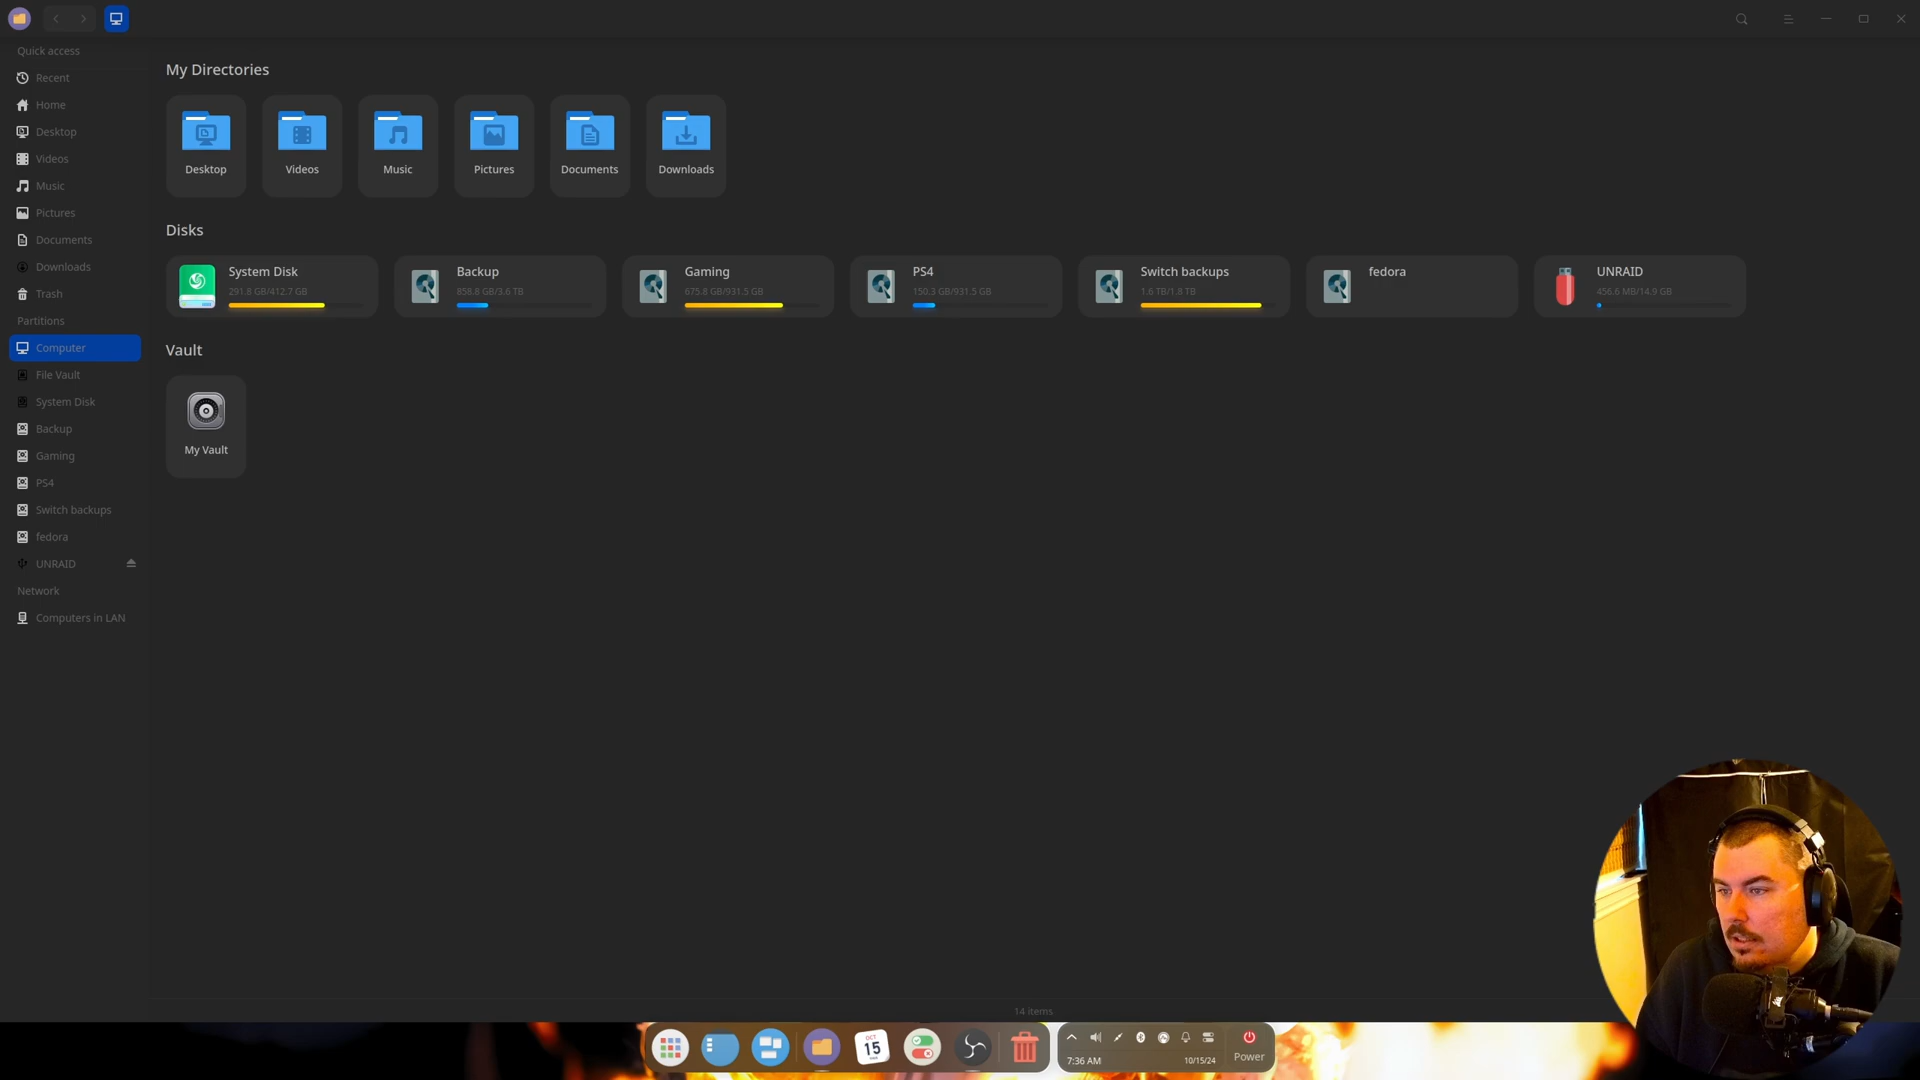 Quick access
Recent
Home
Desktop
Videos
Music
Pictures
Documents
Downloads
Trash
Partitions
Computer
File Vault
System Disk
Backup
Gaming
PS4
Switch backups
fedora
UNRAID
Network
Computers in LAN
My Directories
Desktop
Videos
Music
Pictures
Documents
Downloads
Disks
System Disk
291.8 GB/412.7 GB
Backup
858.8 GB/3.6 TB
Gaming
675.8 GB/931.5 GB
PS4
150.3 GB/931.5 GB
Switch backups
1.6 TB/1.8 TB
fedora
UNRAID
456.6 MB/14.9 GB
Vault
My Vault
14 items
OCT
15
7:36 AM
10/15/24
Power